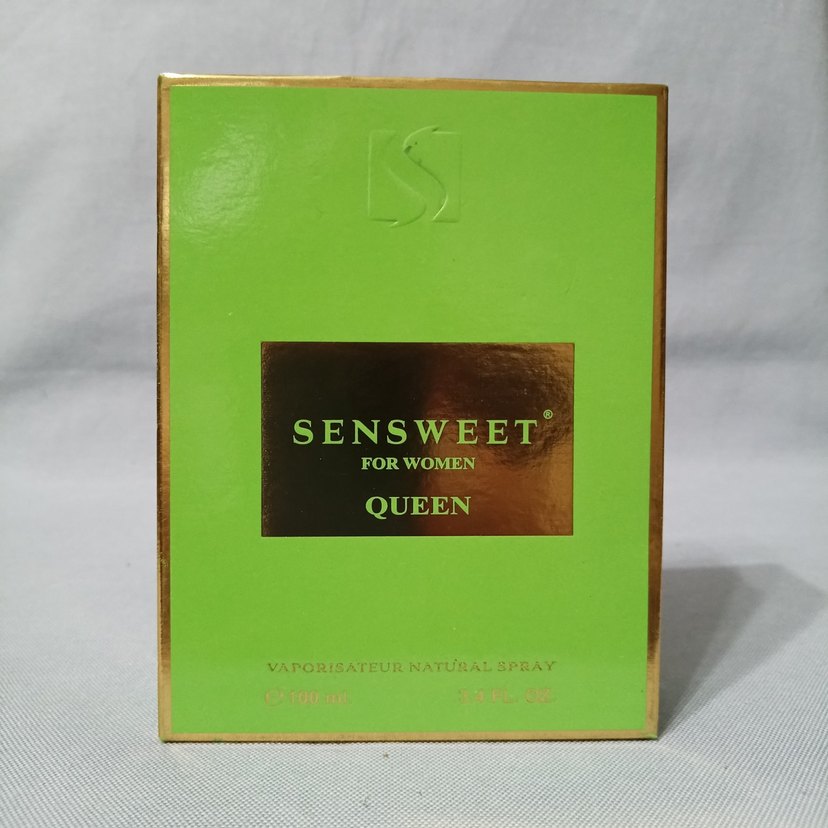 S
SENSWEET®
FOR WOMEN
QUEEN
VAPORISATEUR NATURAL SPRAY
℮ 100 ml. 3.4 FL. OZ.